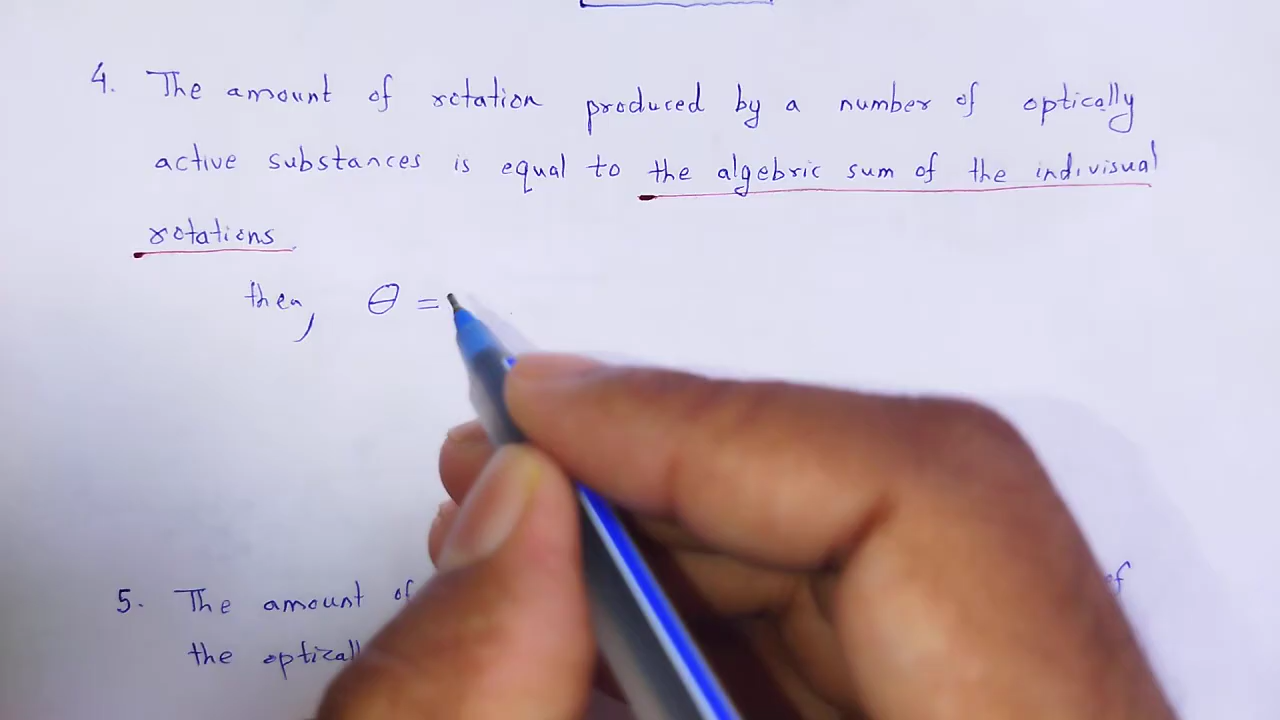 4. The amount of rotation produced by a number of optically
active substances is equal to the algebric sum of the indivisual
rotations.
then, θ =
5. The amount of of
the